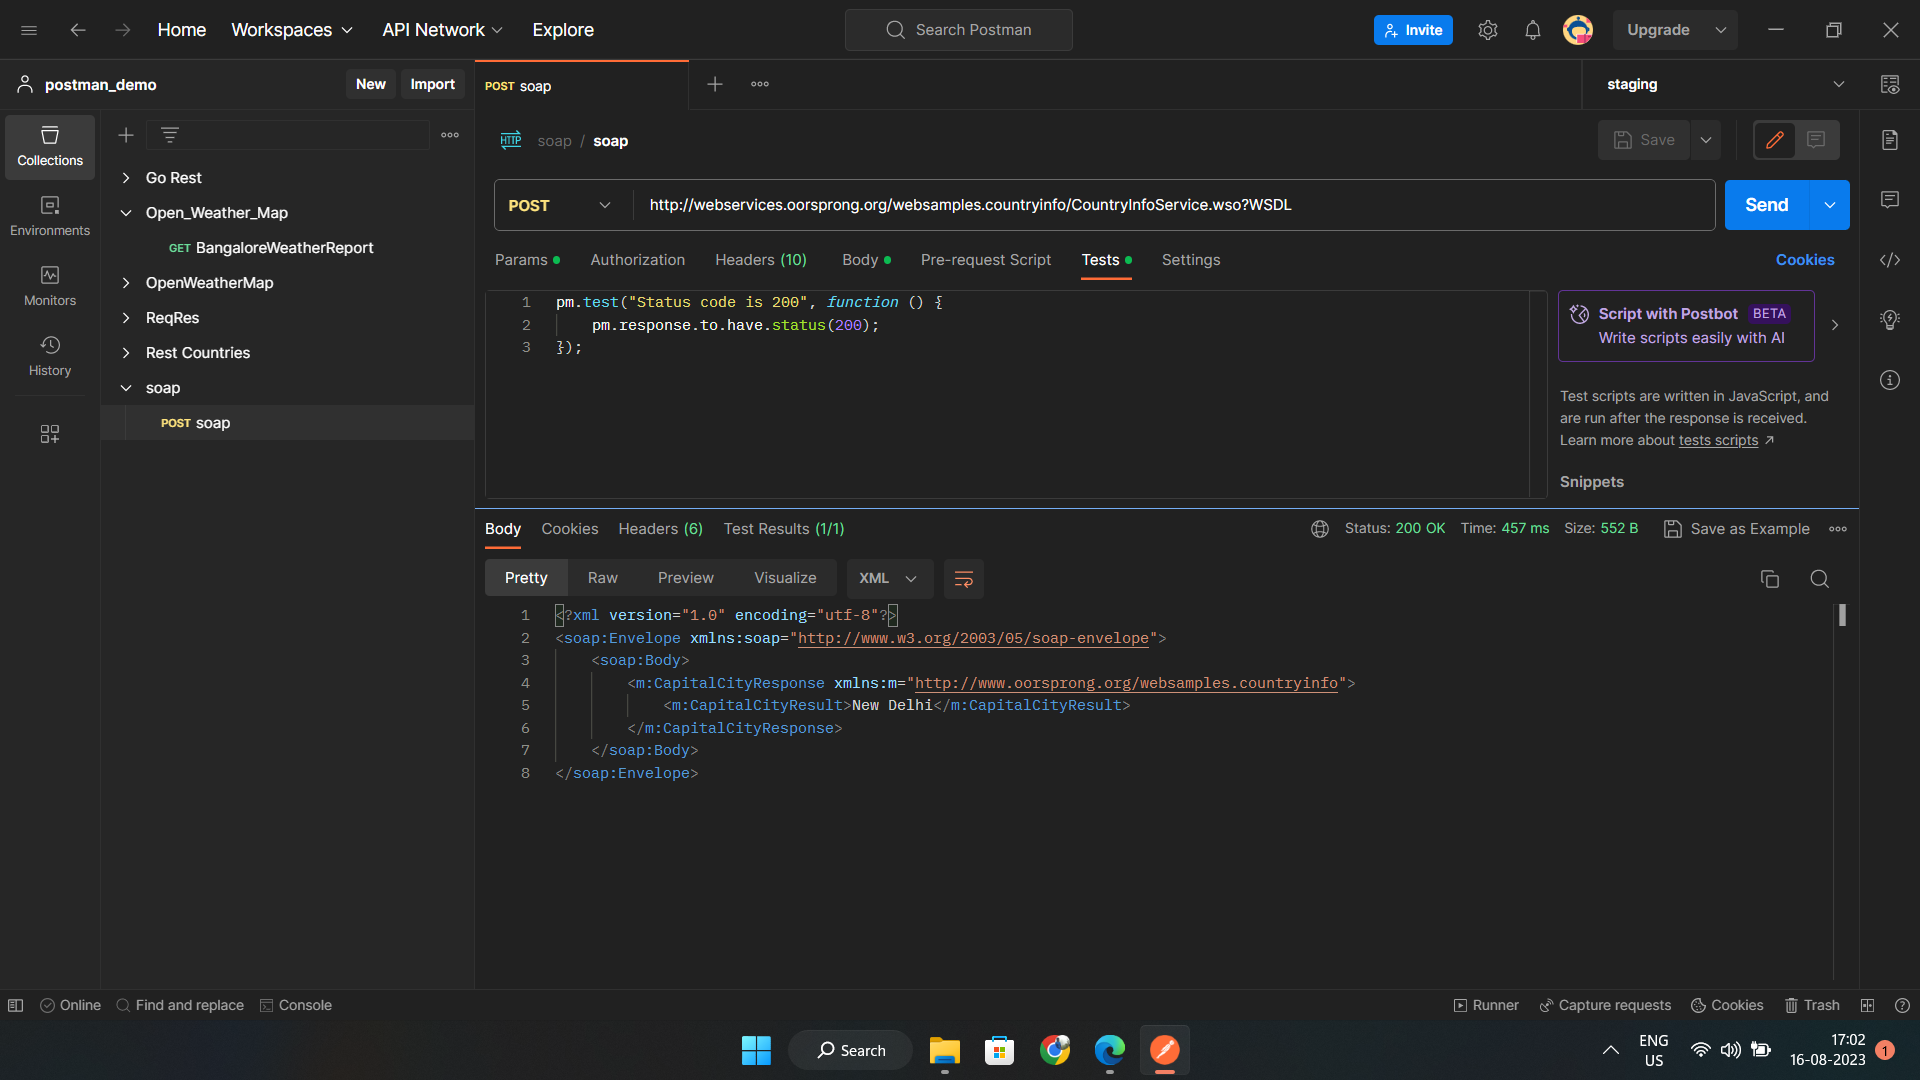 Home Workspaces API Network Explore Search Postman Invite Upgrade
postman_demo New Import POST soap staging
Collections
Environments
Monitors
History
Go Rest
Open_Weather_Map
GET BangaloreWeatherReport
OpenWeatherMap
ReqRes
Rest Countries
soap
POST soap
HTTP soap / soap Save
POST http://webservices.oorsprong.org/websamples.countryinfo/CountryInfoService.wso?WSDL Send
Params Authorization Headers (10) Body Pre-request Script Tests Settings Cookies
1 pm.test("Status code is 200", function () {
2 pm.response.to.have.status(200);
3 });
Script with Postbot BETA
Write scripts easily with AI
Test scripts are written in JavaScript, and
are run after the response is received.
Learn more about tests scripts ↗
Snippets
Body Cookies Headers (6) Test Results (1/1) Status: 200 OK Time: 457 ms Size: 552 B Save as Example
Pretty Raw Preview Visualize XML
1 <?xml version="1.0" encoding="utf-8"?>
2 <soap:Envelope xmlns:soap="http://www.w3.org/2003/05/soap-envelope">
3 <soap:Body>
4 <m:CapitalCityResponse xmlns:m="http://www.oorsprong.org/websamples.countryinfo">
5 <m:CapitalCityResult>New Delhi</m:CapitalCityResult>
6 </m:CapitalCityResponse>
7 </soap:Body>
8 </soap:Envelope>
Online Find and replace Console Runner Capture requests Cookies Trash
Search
ENG
US
17:02
16-08-2023
1